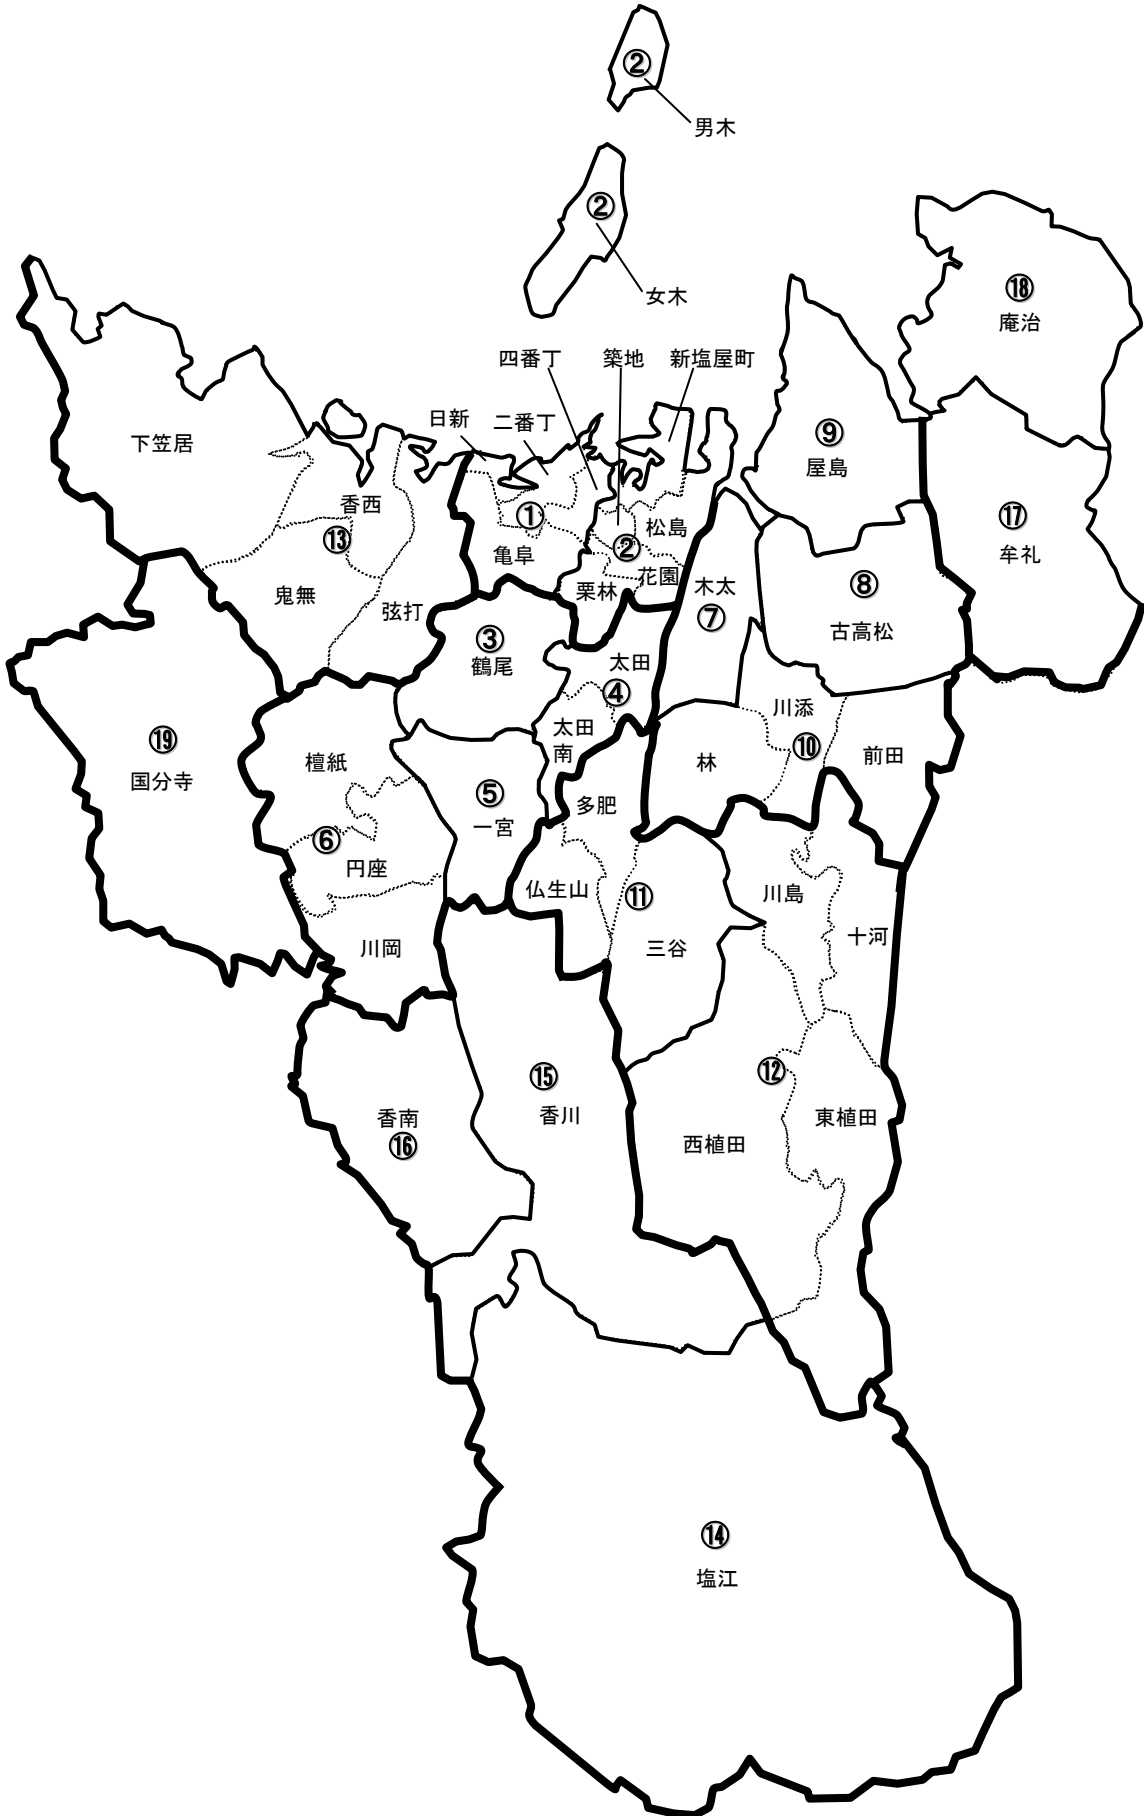 ②
男木
②
女木
⑱
庵治
四番丁
築地
新塩屋町
日新
二番丁
下笠居
⑨
屋島
香西
①
松島
⑰
牟礼
⑬
亀阜
②
花園
鬼無
栗林
木太
⑧
弦打
⑦
古高松
③
鶴尾
太田
④
川添
太田
南
⑲
国分寺
檀紙
林
⑩
前田
⑤
一宮
多肥
⑥
円座
仏生山
⑪
川島
川岡
三谷
十河
⑮
香川
⑫
香南
⑯
東植田
西植田
⑭
塩江